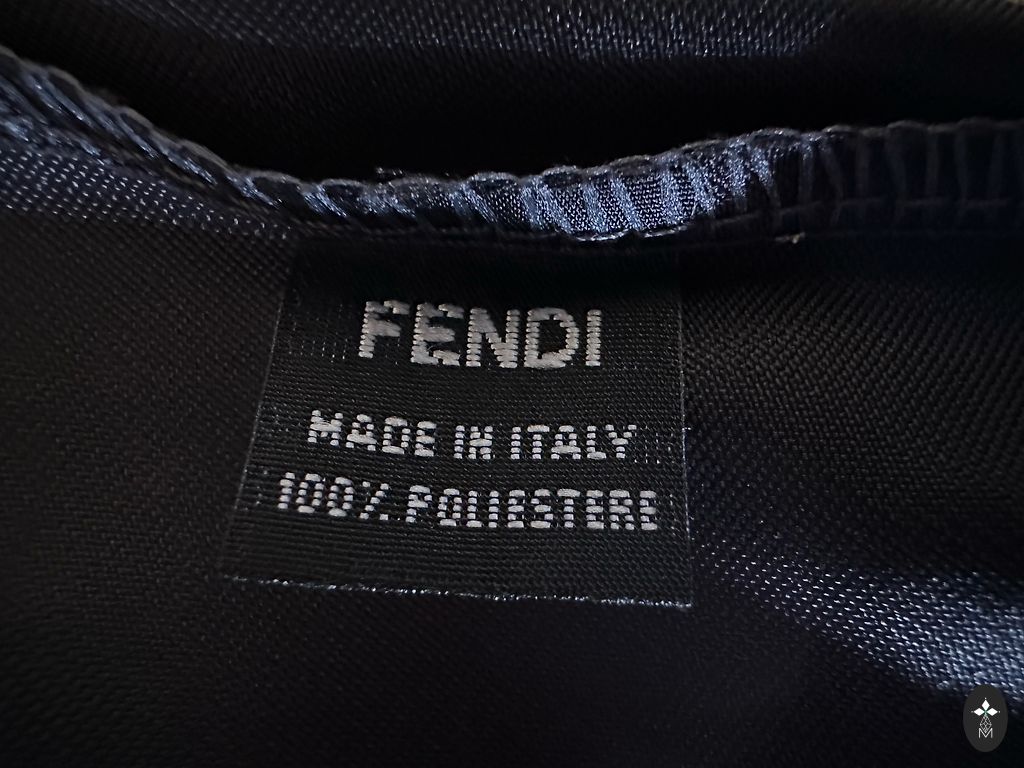 FENDI
MADE IN ITALY
100% POLIESTERE
M